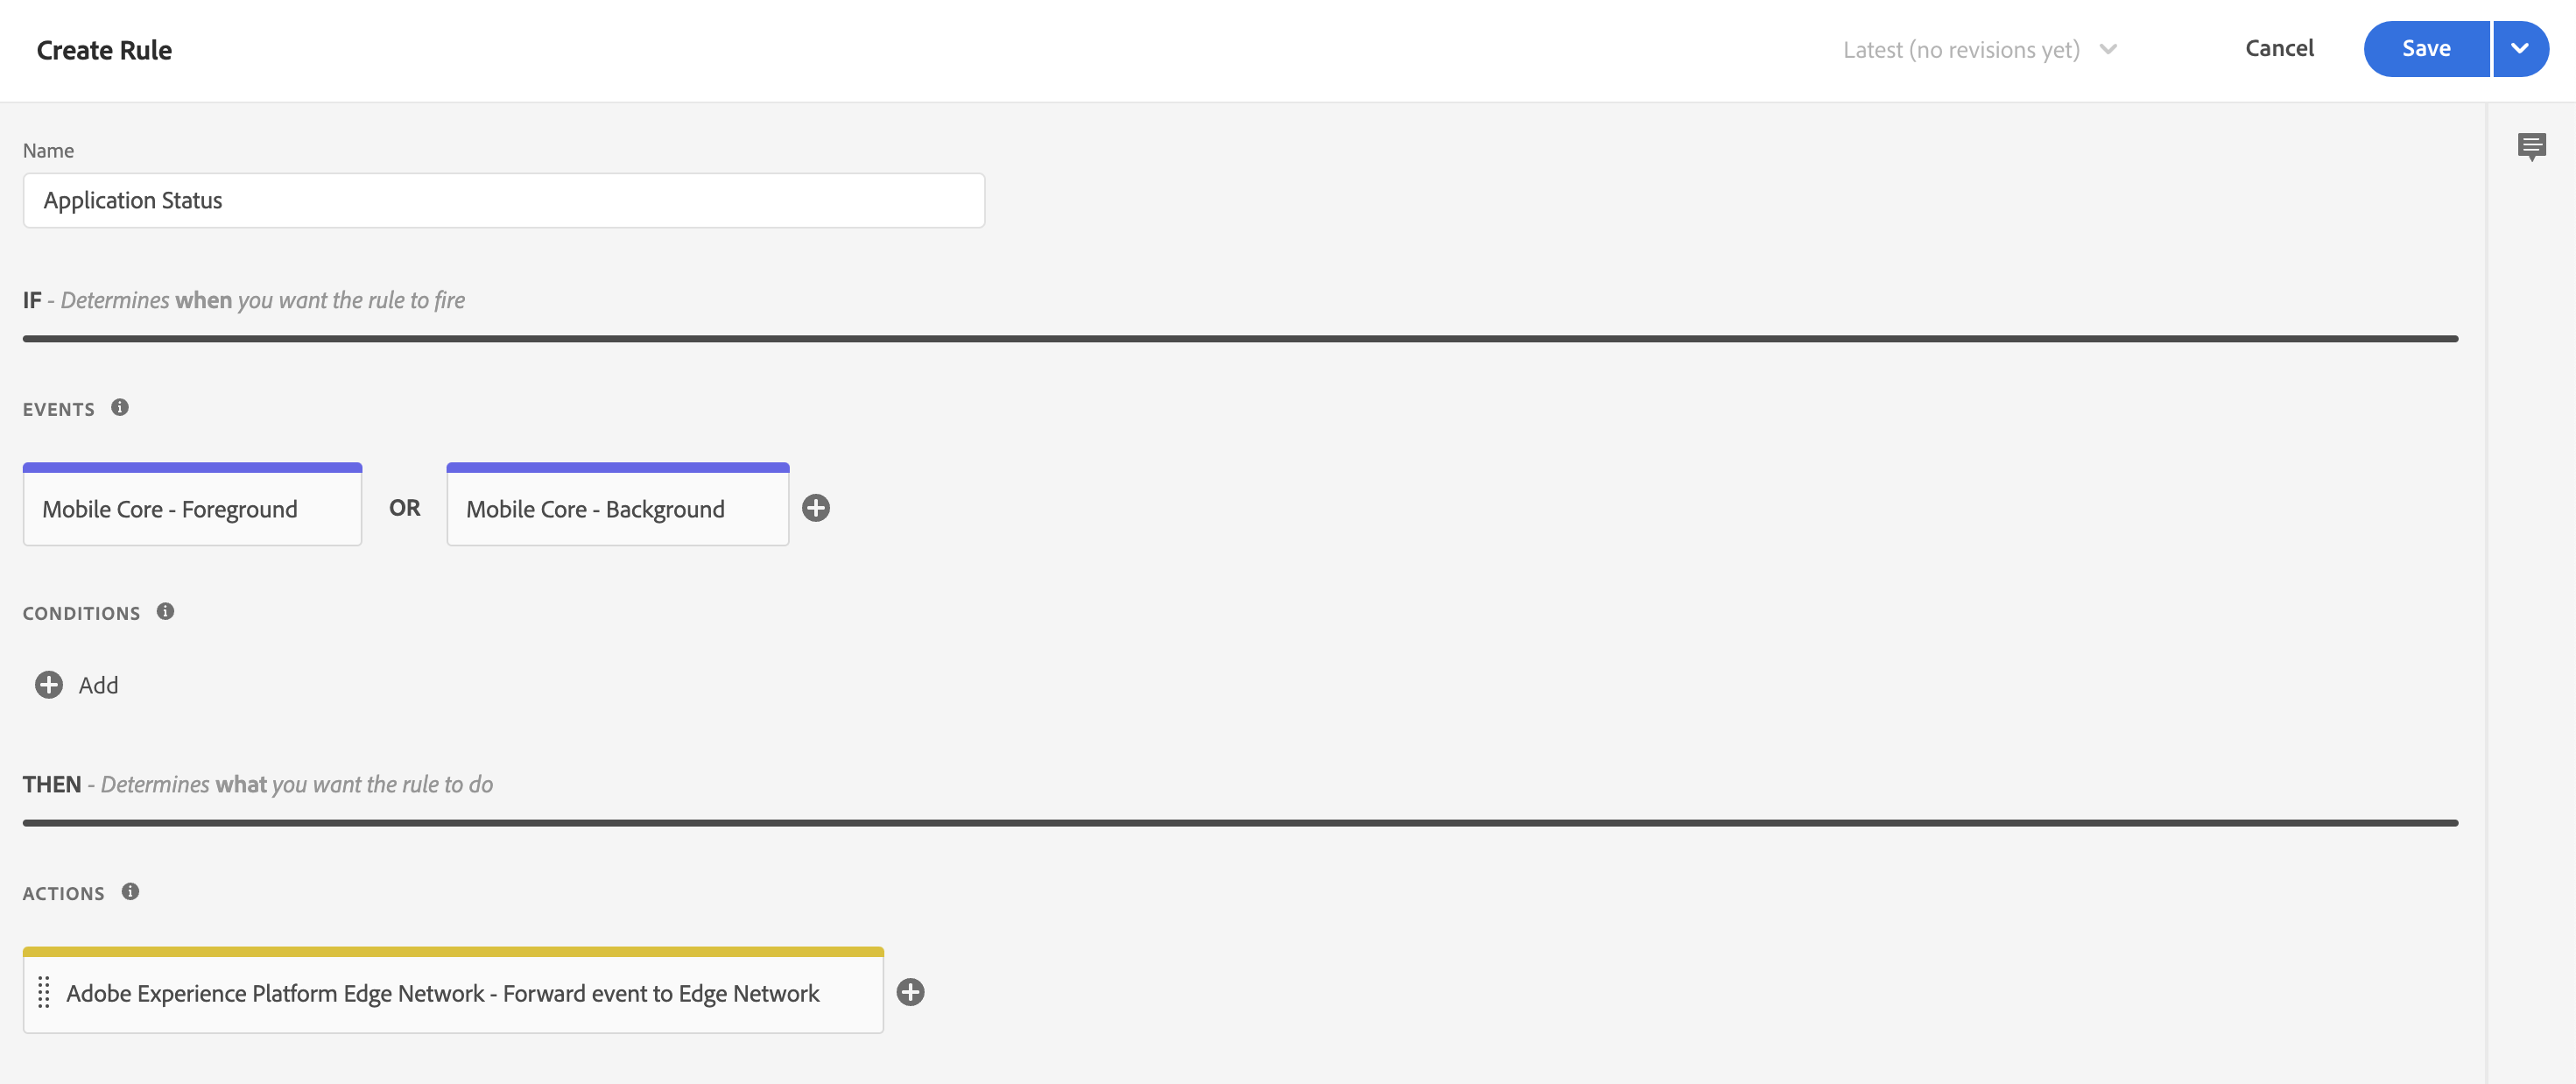 Create Rule
Latest (no revisions yet)
Cancel
Save
Name
Application Status
IF - Determines when you want the rule to fire
EVENTS
Mobile Core - Foreground
OR
Mobile Core - Background
CONDITIONS
Add
THEN - Determines what you want the rule to do
ACTIONS
Adobe Experience Platform Edge Network - Forward event to Edge Network